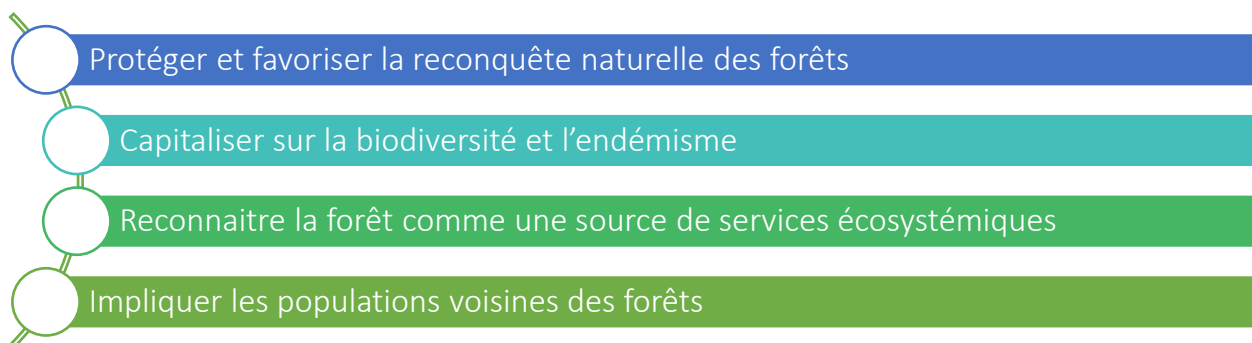 Protéger et favoriser la reconquête naturelle des forêts
Capitaliser sur la biodiversité et l’endémisme
Reconnaitre la forêt comme une source de services écosystémiques
Impliquer les populations voisines des forêts